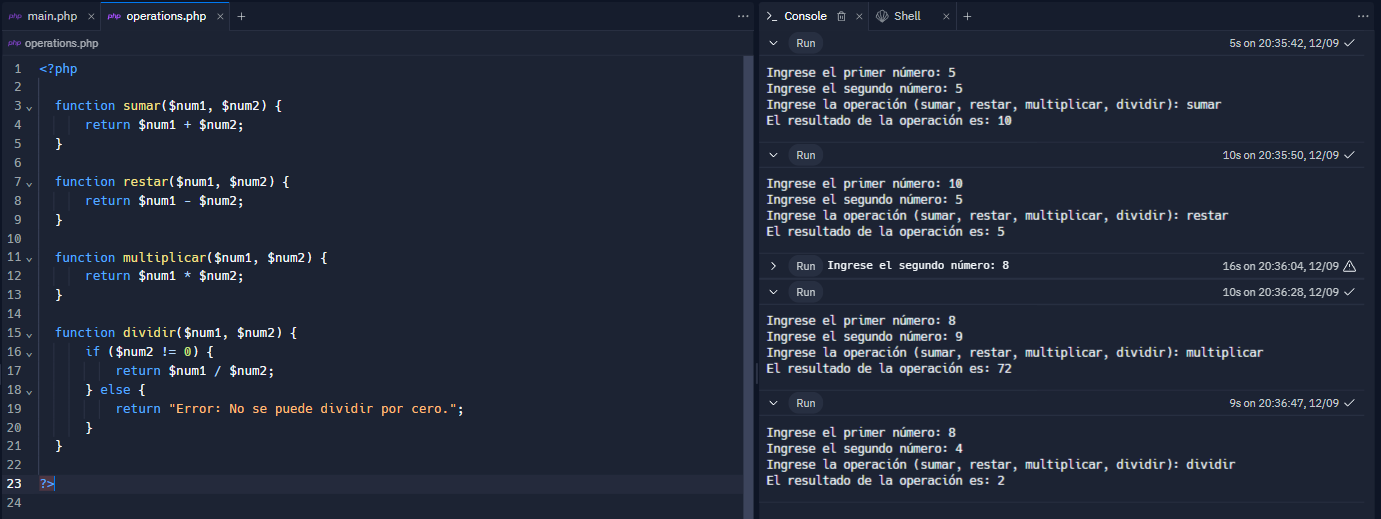 php main.php × php operations.php × +
php operations.php
1 <?php
2
3 function sumar($num1, $num2) {
4 return $num1 + $num2;
5 }
6
7 function restar($num1, $num2) {
8 return $num1 - $num2;
9 }
10
11 function multiplicar($num1, $num2) {
12 return $num1 * $num2;
13 }
14
15 function dividir($num1, $num2) {
16 if ($num2 != 0) {
17 return $num1 / $num2;
18 } else {
19 return "Error: No se puede dividir por cero.";
20 }
21 }
22
23 ?>
24
Console × Shell × +
Run 5s on 20:35:42, 12/09
Ingrese el primer número: 5
Ingrese el segundo número: 5
Ingrese la operación (sumar, restar, multiplicar, dividir): sumar
El resultado de la operación es: 10
Run 10s on 20:35:50, 12/09
Ingrese el primer número: 10
Ingrese el segundo número: 5
Ingrese la operación (sumar, restar, multiplicar, dividir): restar
El resultado de la operación es: 5
Run Ingrese el segundo número: 8 16s on 20:36:04, 12/09
Run 10s on 20:36:28, 12/09
Ingrese el primer número: 8
Ingrese el segundo número: 9
Ingrese la operación (sumar, restar, multiplicar, dividir): multiplicar
El resultado de la operación es: 72
Run 9s on 20:36:47, 12/09
Ingrese el primer número: 8
Ingrese el segundo número: 4
Ingrese la operación (sumar, restar, multiplicar, dividir): dividir
El resultado de la operación es: 2